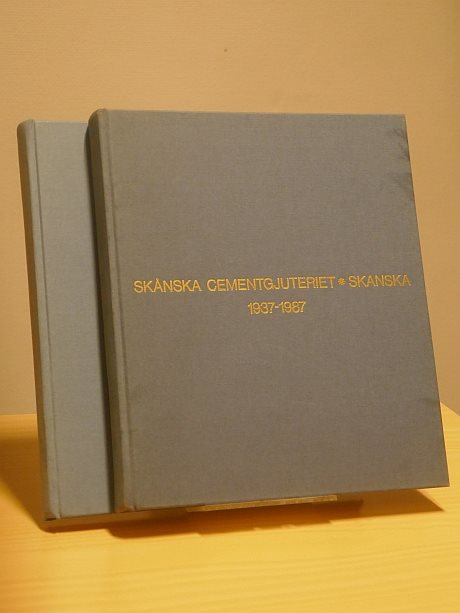 SKÅNSKA CEMENTGJUTERIET * SKANSKA
1937-1987